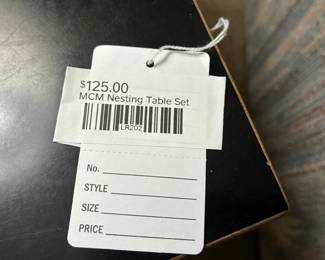 $125.00
MCM Nesting Table Set
LR202
No.
STYLE
SIZE
PRICE